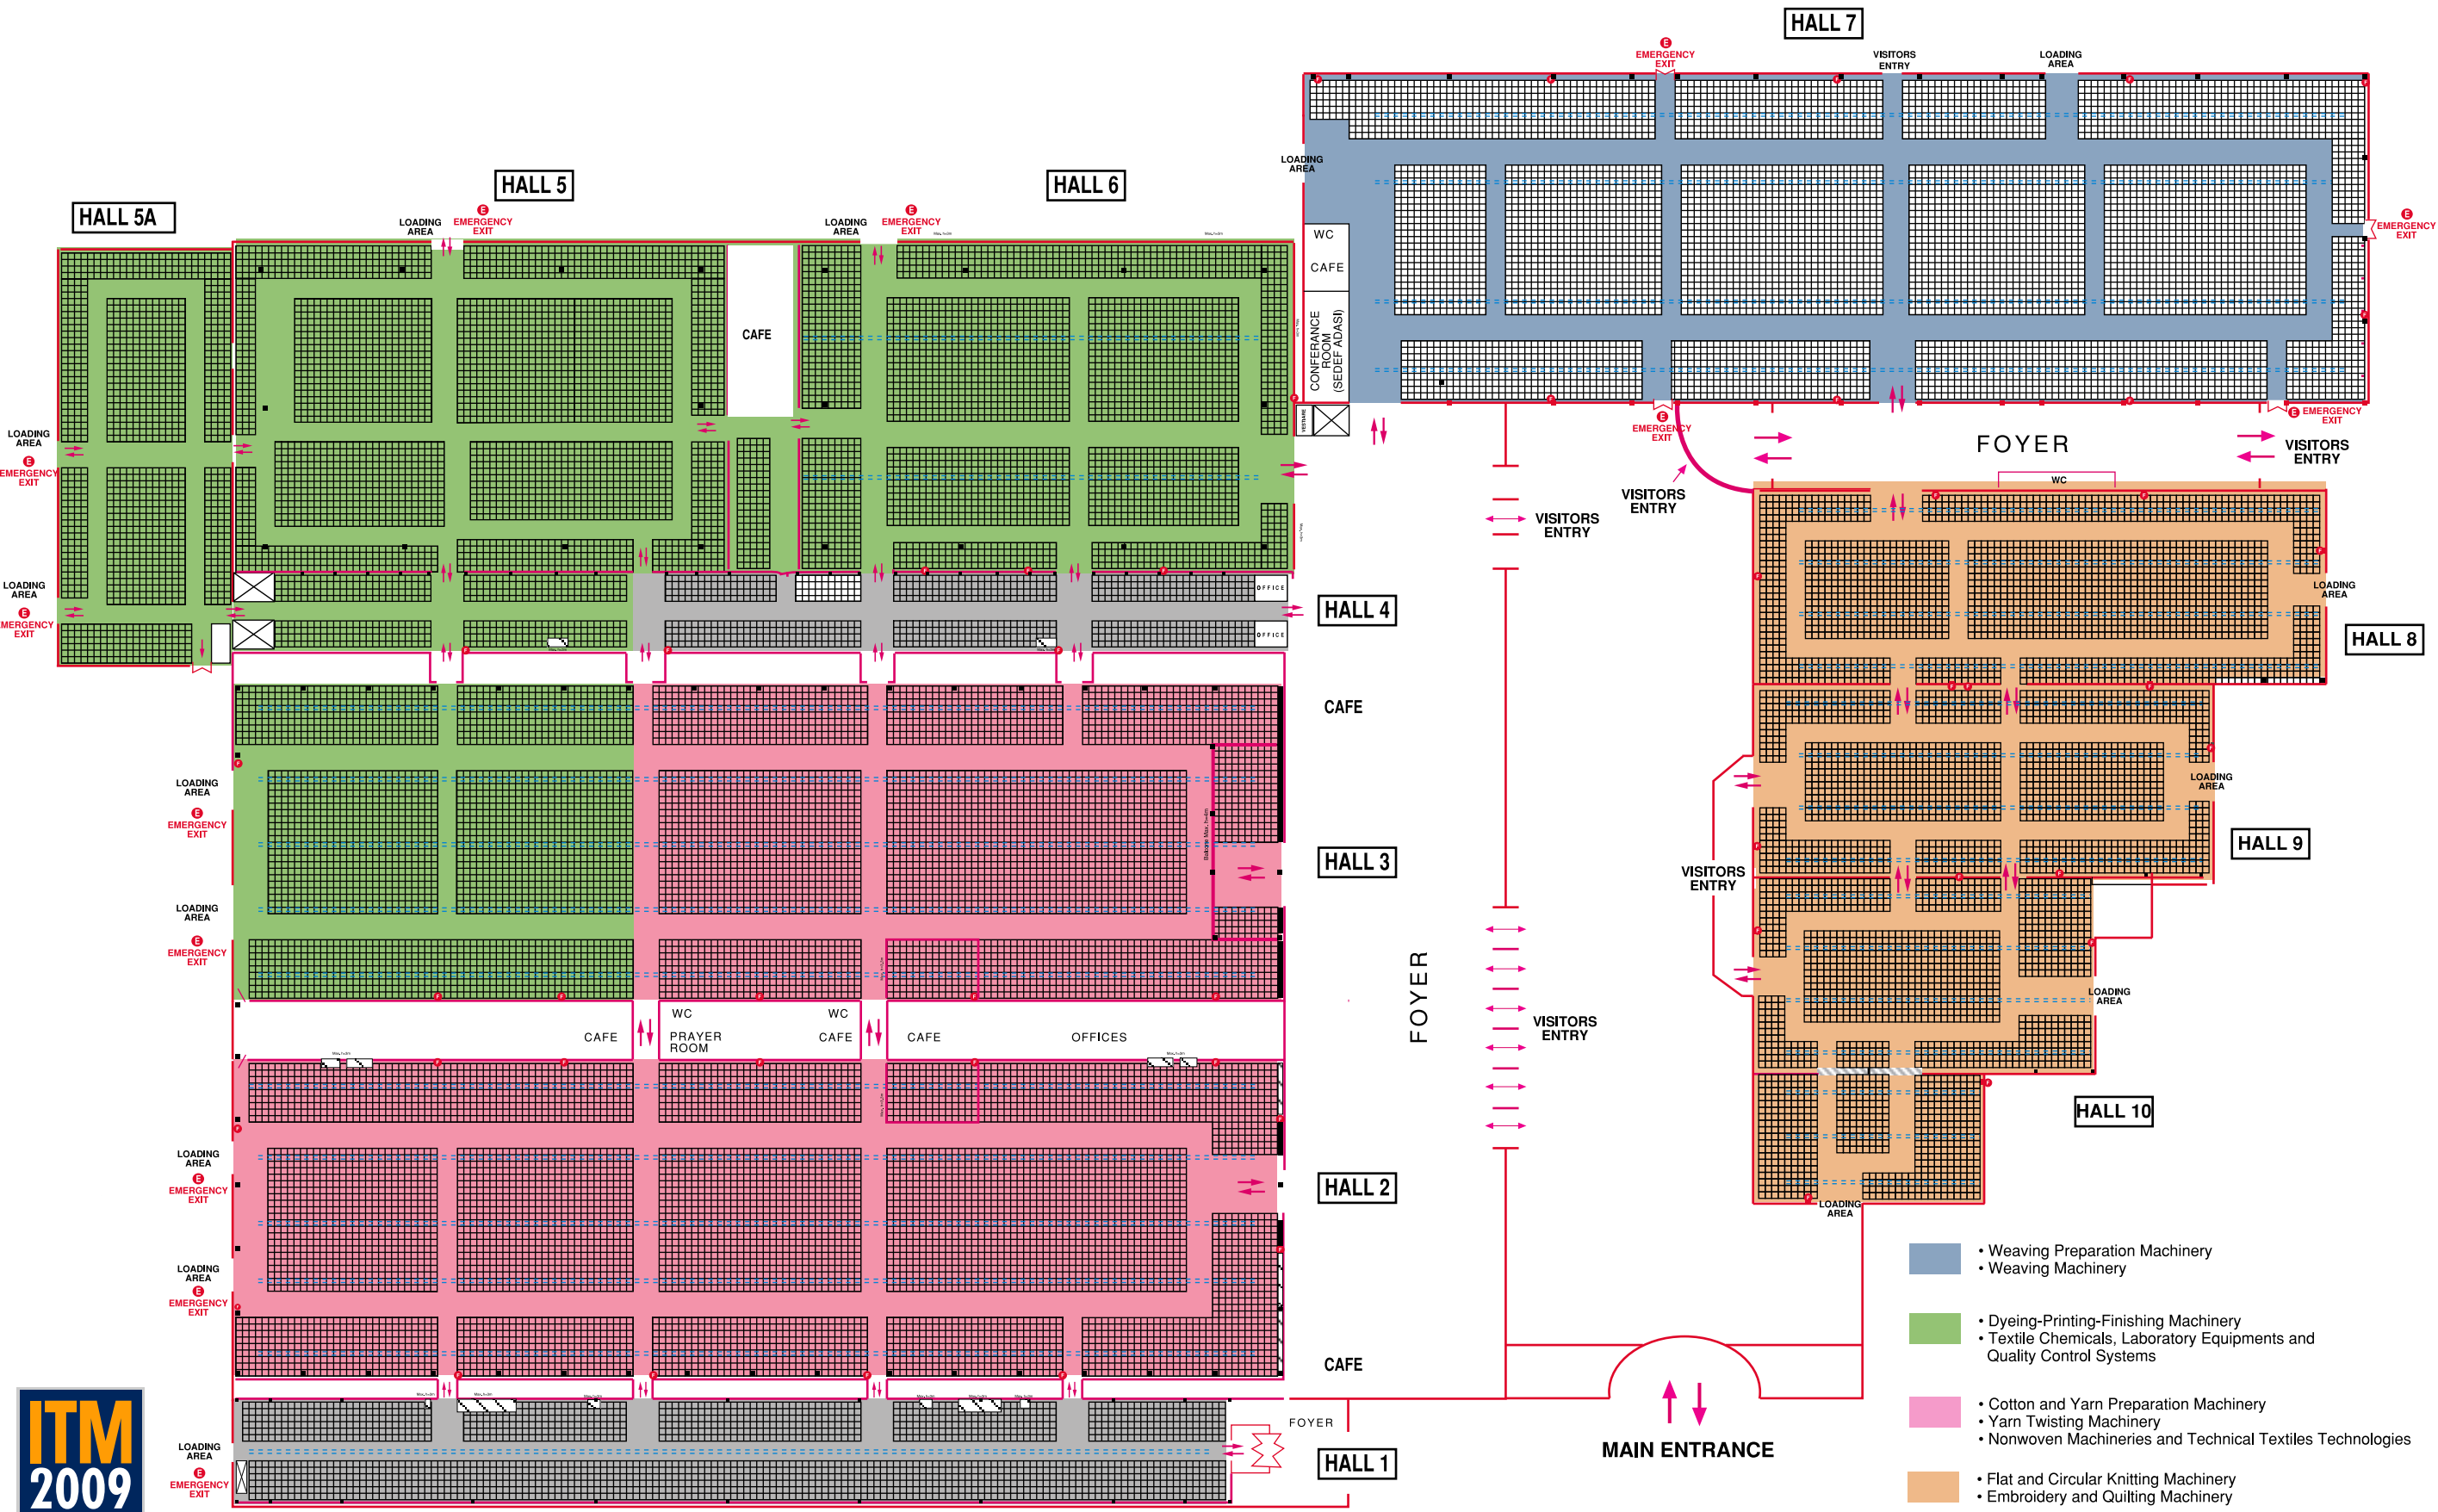 HALL 7
EMERGENCY
EXIT
VISITORS
ENTRY
LOADING
AREA
HALL 5
HALL 6
HALL 5A
LOADING
AREA
EMERGENCY
EXIT
LOADING
AREA
EMERGENCY
EXIT
LOADING
AREA
WC
CAFE
CONFERANCE
ROOM
(SEDEF ADASI)
VESTIARE
EMERGENCY
EXIT
CAFE
EMERGENCY
EXIT
EMERGENCY
EXIT
FOYER
VISITORS
ENTRY
WC
VISITORS
ENTRY
VISITORS
ENTRY
LOADING
AREA
EMERGENCY
EXIT
LOADING
AREA
EMERGENCY
EXIT
OFFICE
OFFICE
HALL 4
LOADING
AREA
HALL 8
CAFE
LOADING
AREA
EMERGENCY
EXIT
LOADING
AREA
EMERGENCY
EXIT
Balcony Max. h=4m
HALL 3
LOADING
AREA
HALL 9
VISITORS
ENTRY
LOADING
AREA
HALL 10
LOADING
AREA
CAFE
WC
PRAYER
ROOM
WC
CAFE
CAFE
OFFICES
FOYER
VISITORS
ENTRY
LOADING
AREA
EMERGENCY
EXIT
LOADING
AREA
EMERGENCY
EXIT
HALL 2
CAFE
FOYER
HALL 1
LOADING
AREA
EMERGENCY
EXIT
MAIN ENTRANCE
• Weaving Preparation Machinery
• Weaving Machinery
• Dyeing-Printing-Finishing Machinery
• Textile Chemicals, Laboratory Equipments and
Quality Control Systems
• Cotton and Yarn Preparation Machinery
• Yarn Twisting Machinery
• Nonwoven Machineries and Technical Textiles Technologies
• Flat and Circular Knitting Machinery
• Embroidery and Quilting Machinery
ITM
2009